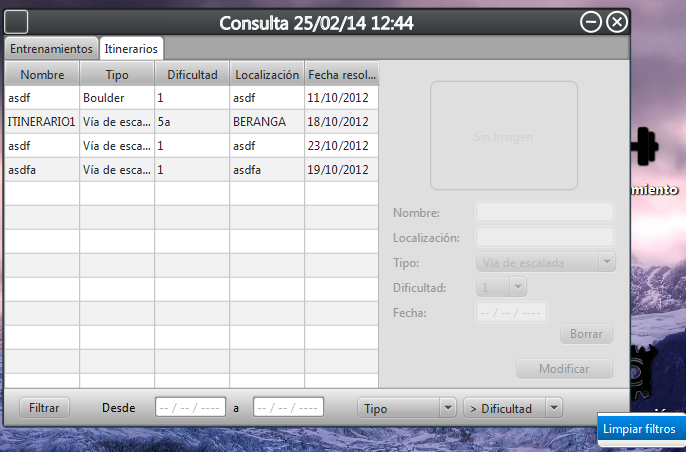 Consulta 25/02/14 12:44
Entrenamientos Itinerarios
Nombre Tipo Dificultad Localización Fecha resol...
asdf Boulder 1 asdf 11/10/2012
ITINERARIO1 Vía de esca... 5a BERANGA 18/10/2012
asdf Vía de esca... 1 asdf 23/10/2012
asdfa Vía de esca... 1 asdfa 19/10/2012
Sin Imagen
miento
Nombre:
Localización:
Tipo: Vía de escalada
Dificultad: 1
Fecha: -- / -- / ----
Borrar
Modificar
Filtrar Desde -- / -- / ---- a -- / -- / ---- Tipo > Dificultad
Limpiar filtros